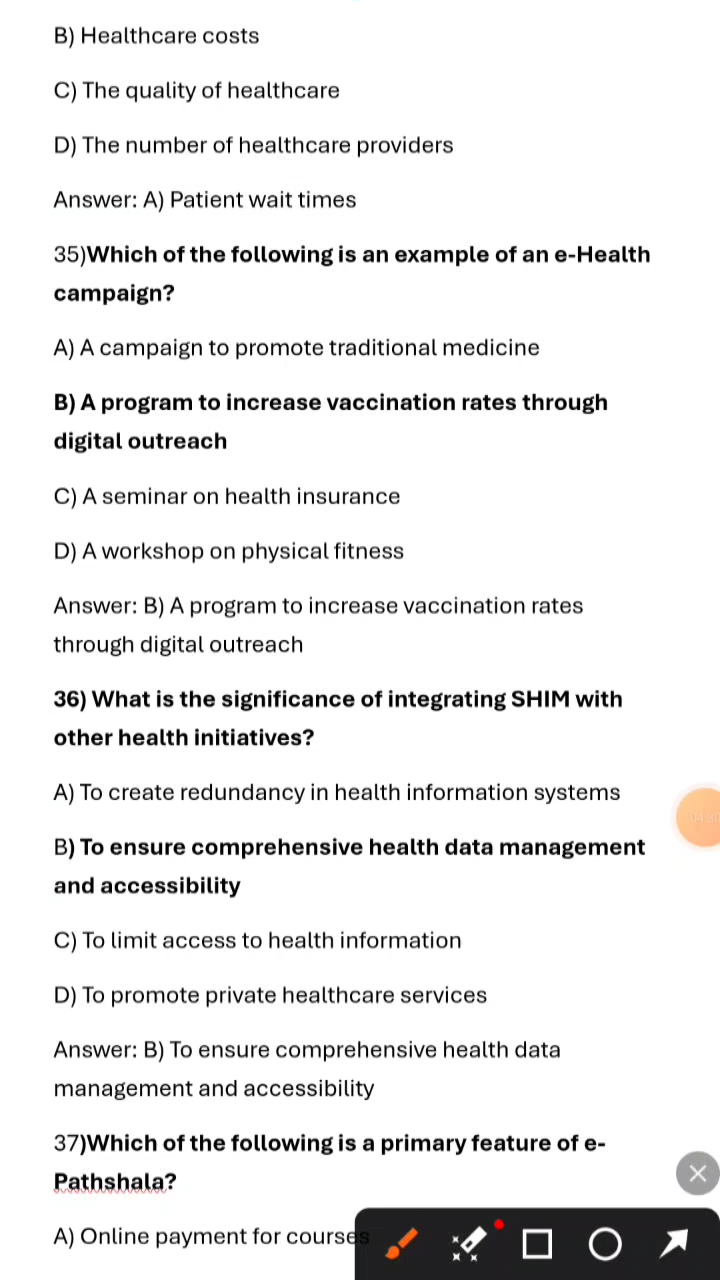 B) Healthcare costs
C) The quality of healthcare
D) The number of healthcare providers
Answer: A) Patient wait times
35)Which of the following is an example of an e-Health
campaign?
A) A campaign to promote traditional medicine
B) A program to increase vaccination rates through
digital outreach
C) A seminar on health insurance
D) A workshop on physical fitness
Answer: B) A program to increase vaccination rates
through digital outreach
36) What is the significance of integrating SHIM with
other health initiatives?
A) To create redundancy in health information systems
B) To ensure comprehensive health data management
and accessibility
C) To limit access to health information
D) To promote private healthcare services
Answer: B) To ensure comprehensive health data
management and accessibility
37)Which of the following is a primary feature of e-
Pathshala?
A) Online payment for courses